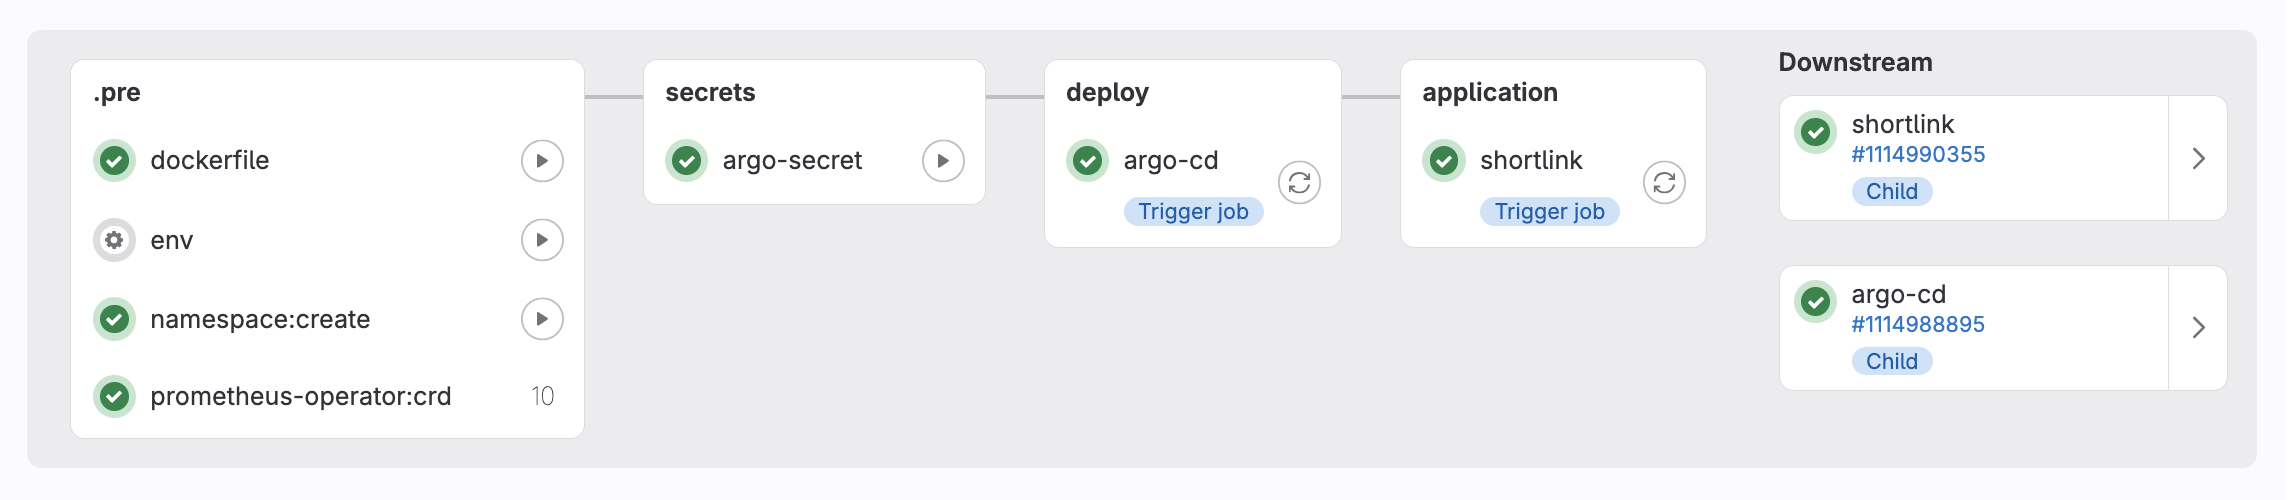 .pre
dockerfile
env
namespace:create
prometheus-operator:crd 10
secrets
argo-secret
deploy
argo-cd
Trigger job
application
shortlink
Trigger job
Downstream
shortlink
#1114990355
Child
argo-cd
#1114988895
Child